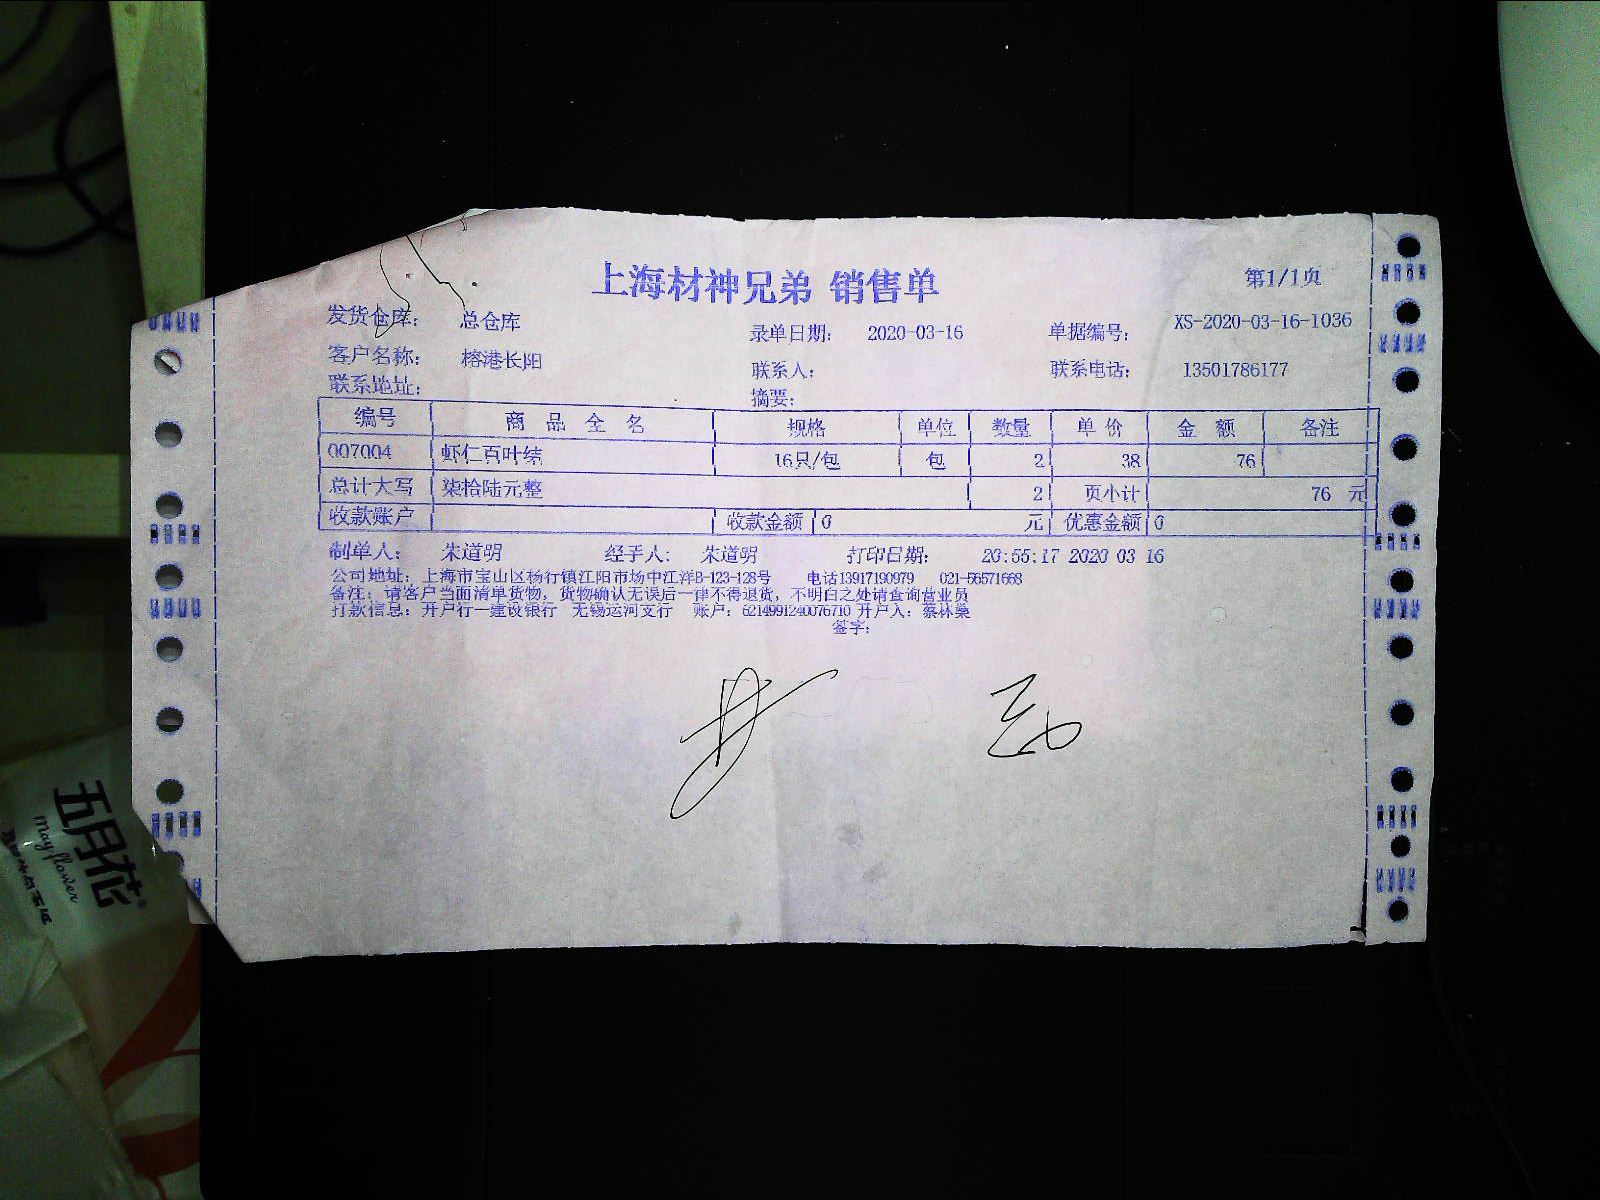 上海材神兄弟 销售单
第1/1页
发货仓库： 总仓库 录单日期： 2020-03-16 单据编号： XS-2020-03-16-1036
客户名称： 榕港长阳 联系人： 联系电话： 13501786177
联系地址： 摘要：
编号 商品全名 规格 单位 数量 单价 金额 备注
007004 虾仁百叶结 16只/包 包 2 38 76
总计大写 柒拾陆元整 2 页小计 76 元
收款账户 收款金额 0 元 优惠金额 0
制单人： 朱道明 经手人： 朱道明 打印日期： 20:55:17 2020 03 16
公司地址：上海市宝山区杨行镇江阳市场中江洋B-123-128号 电话13917190979 021-56571668
备注：请客户当面清单货物，货物确认无误后一律不得退货，不明白之处请查询营业员
打款信息：开户行一建设银行 无锡运河支行 账户：6214991240076710 开户人：蔡林燊
签字：
五月花
mayflower